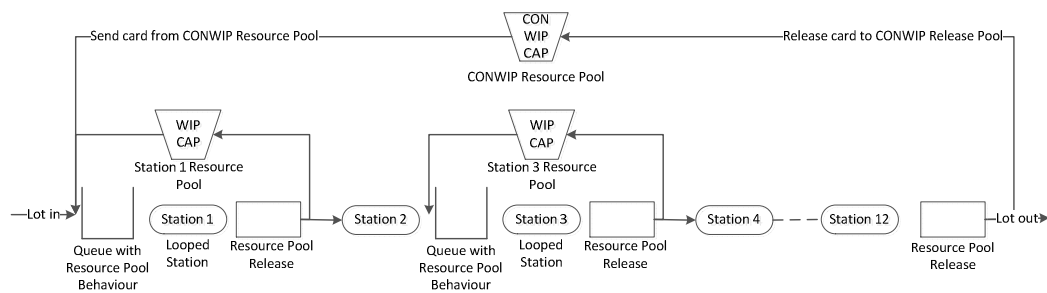 CON
WIP
CAP
Send card from CONWIP Resource Pool
Release card to CONWIP Release Pool
CONWIP Resource Pool
WIP
CAP
Station 1 Resource
Pool
WIP
CAP
Station 3 Resource
Pool
Lot in
Station 1
Station 2
Station 3
Station 4
Station 12
Lot out
Queue with
Resource Pool
Behaviour
Looped
Station
Resource Pool
Release
Queue with
Resource Pool
Behaviour
Looped
Station
Resource Pool
Release
Resource Pool
Release